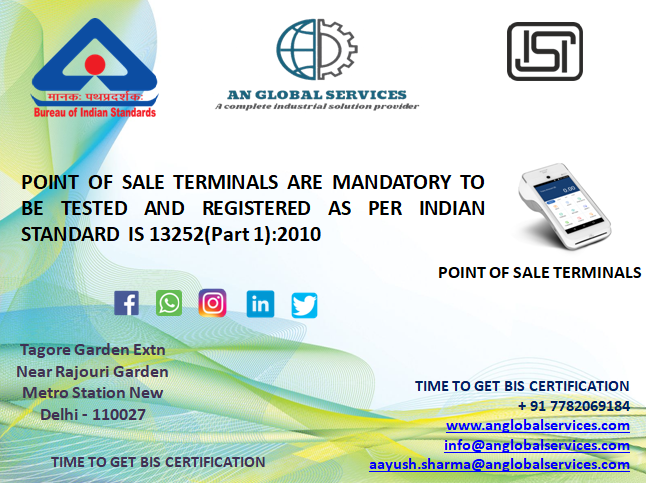 मानकः पथप्रदर्शकः
Bureau of Indian Standards
AN GLOBAL SERVICES
A complete industrial solution provider
ISI
POINT OF SALE TERMINALS ARE MANDATORY TO
BE TESTED AND REGISTERED AS PER INDIAN
STANDARD IS 13252(Part 1):2010
0.00
POINT OF SALE TERMINALS
Tagore Garden Extn
Near Rajouri Garden
Metro Station New
Delhi - 110027
TIME TO GET BIS CERTIFICATION
+ 91 7782069184
www.anglobalservices.com
info@anglobalservices.com
aayush.sharma@anglobalservices.com
TIME TO GET BIS CERTIFICATION